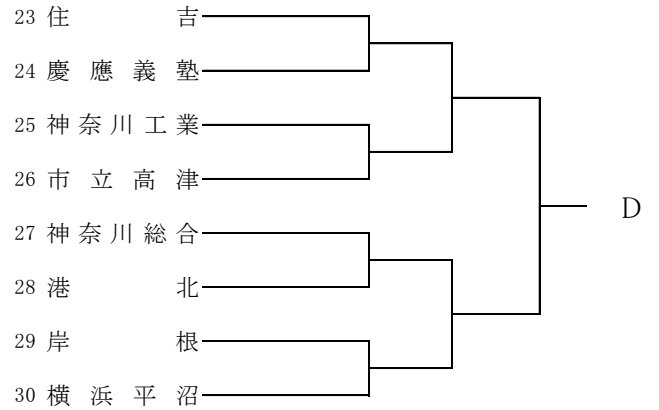 23 住吉
24 慶應義塾
25 神奈川工業
26 市立高津
27 神奈川総合
28 港北
29 岸根
30 横浜平沼
D